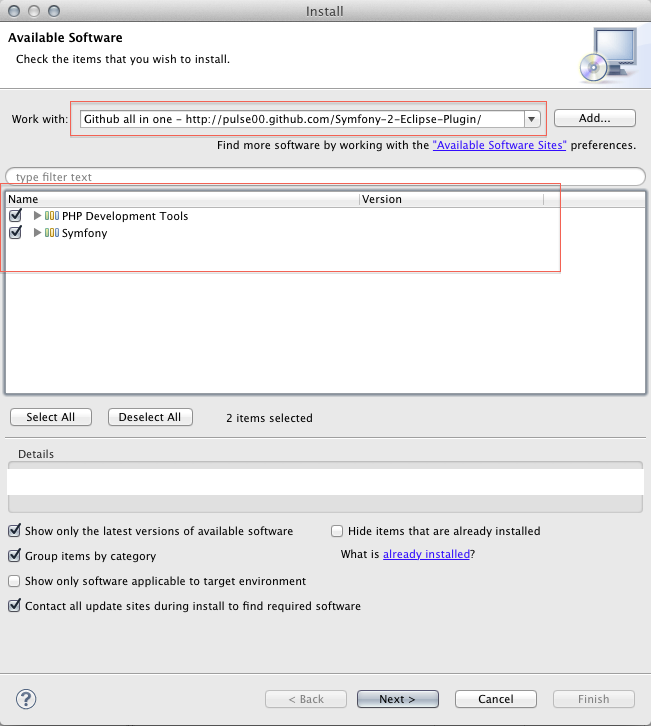 Install
Available Software
Check the items that you wish to install.
Work with: Github all in one – http://pulse00.github.com/Symfony-2-Eclipse-Plugin/ Add...
Find more software by working with the "Available Software Sites" preferences.
type filter text
Name Version
PHP Development Tools
Symfony
Select All Deselect All 2 items selected
Details
Show only the latest versions of available software Hide items that are already installed
Group items by category What is already installed?
Show only software applicable to target environment
Contact all update sites during install to find required software
? < Back Next > Cancel Finish